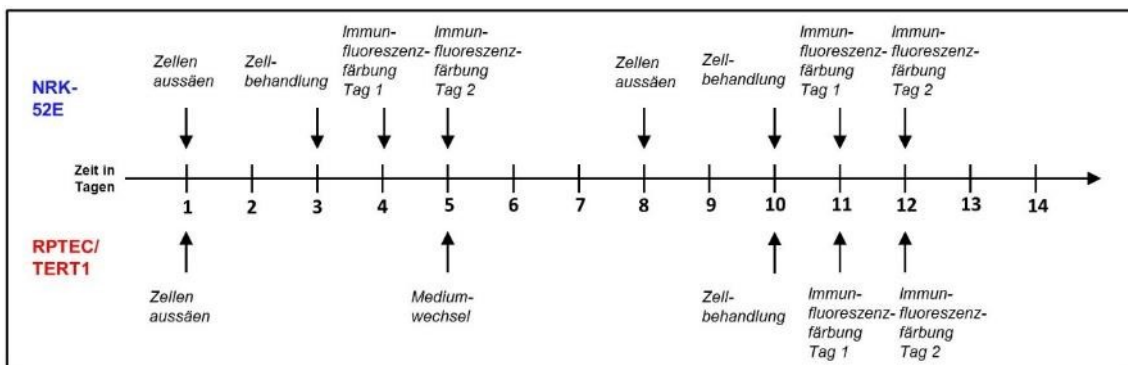 Zellen
aussäen
Zell-
behandlung
Immun-
fluoreszenz-
färbung
Tag 1
Immun-
fluoreszenz-
färbung
Tag 2
Zellen
aussäen
Zell-
behandlung
Immun-
fluoreszenz-
färbung
Tag 1
Immun-
fluoreszenz-
färbung
Tag 2
NRK-
52E
Zeit in
Tagen
1 2 3 4 5 6 7 8 9 10 11 12 13 14
RPTEC/
TERT1
Zellen
aussäen
Medium-
wechsel
Zell-
behandlung
Immun-
fluoreszenz-
färbung
Tag 1
Immun-
fluoreszenz-
färbung
Tag 2